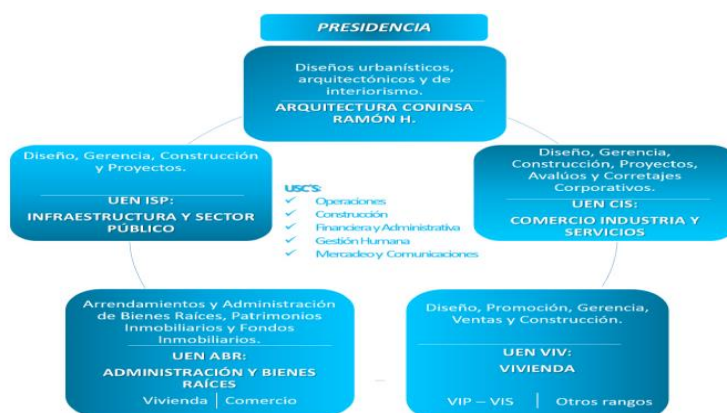 PRESIDENCIA
Diseños urbanísticos,
arquitectónicos y de
interiorismo.
ARQUITECTURA CONINSA
RAMÓN H.
Diseño, Gerencia, Construcción
y Proyectos.
UEN ISP:
INFRAESTRUCTURA Y SECTOR
PÚBLICO
USC'S:
✓ Operaciones
✓ Construcción
✓ Financiera y Administrativa
✓ Gestión Humana
✓ Mercadeo y Comunicaciones
Diseño, Gerencia,
Construcción, Proyectos,
Avalúos y Corretajes
Corporativos.
UEN CIS:
COMERCIO INDUSTRIA Y
SERVICIOS
Arrendamientos y Administración
de Bienes Raíces, Patrimonios
Inmobiliarios y Fondos
Inmobiliarios.
UEN ABR:
ADMINISTRACIÓN Y BIENES
RAÍCES
Vivienda | Comercio
Diseño, Promoción, Gerencia,
Ventas y Construcción.
UEN VIV:
VIVIENDA
VIP – VIS | Otros rangos